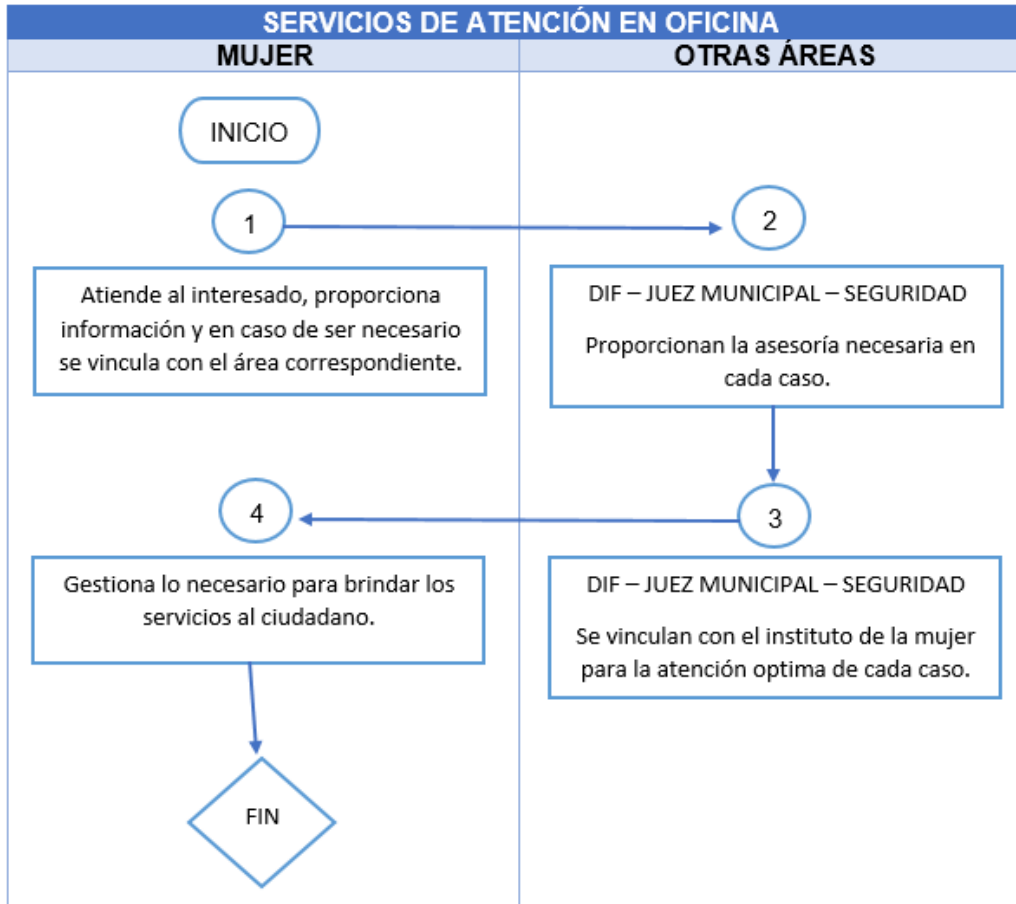 SERVICIOS DE ATENCIÓN EN OFICINA
MUJER
OTRAS ÁREAS
INICIO
1
2
Atiende al interesado, proporciona
información y en caso de ser necesario
se vincula con el área correspondiente.
DIF – JUEZ MUNICIPAL – SEGURIDAD
Proporcionan la asesoría necesaria en
cada caso.
3
DIF – JUEZ MUNICIPAL – SEGURIDAD
Se vinculan con el instituto de la mujer
para la atención optima de cada caso.
4
Gestiona lo necesario para brindar los
servicios al ciudadano.
FIN